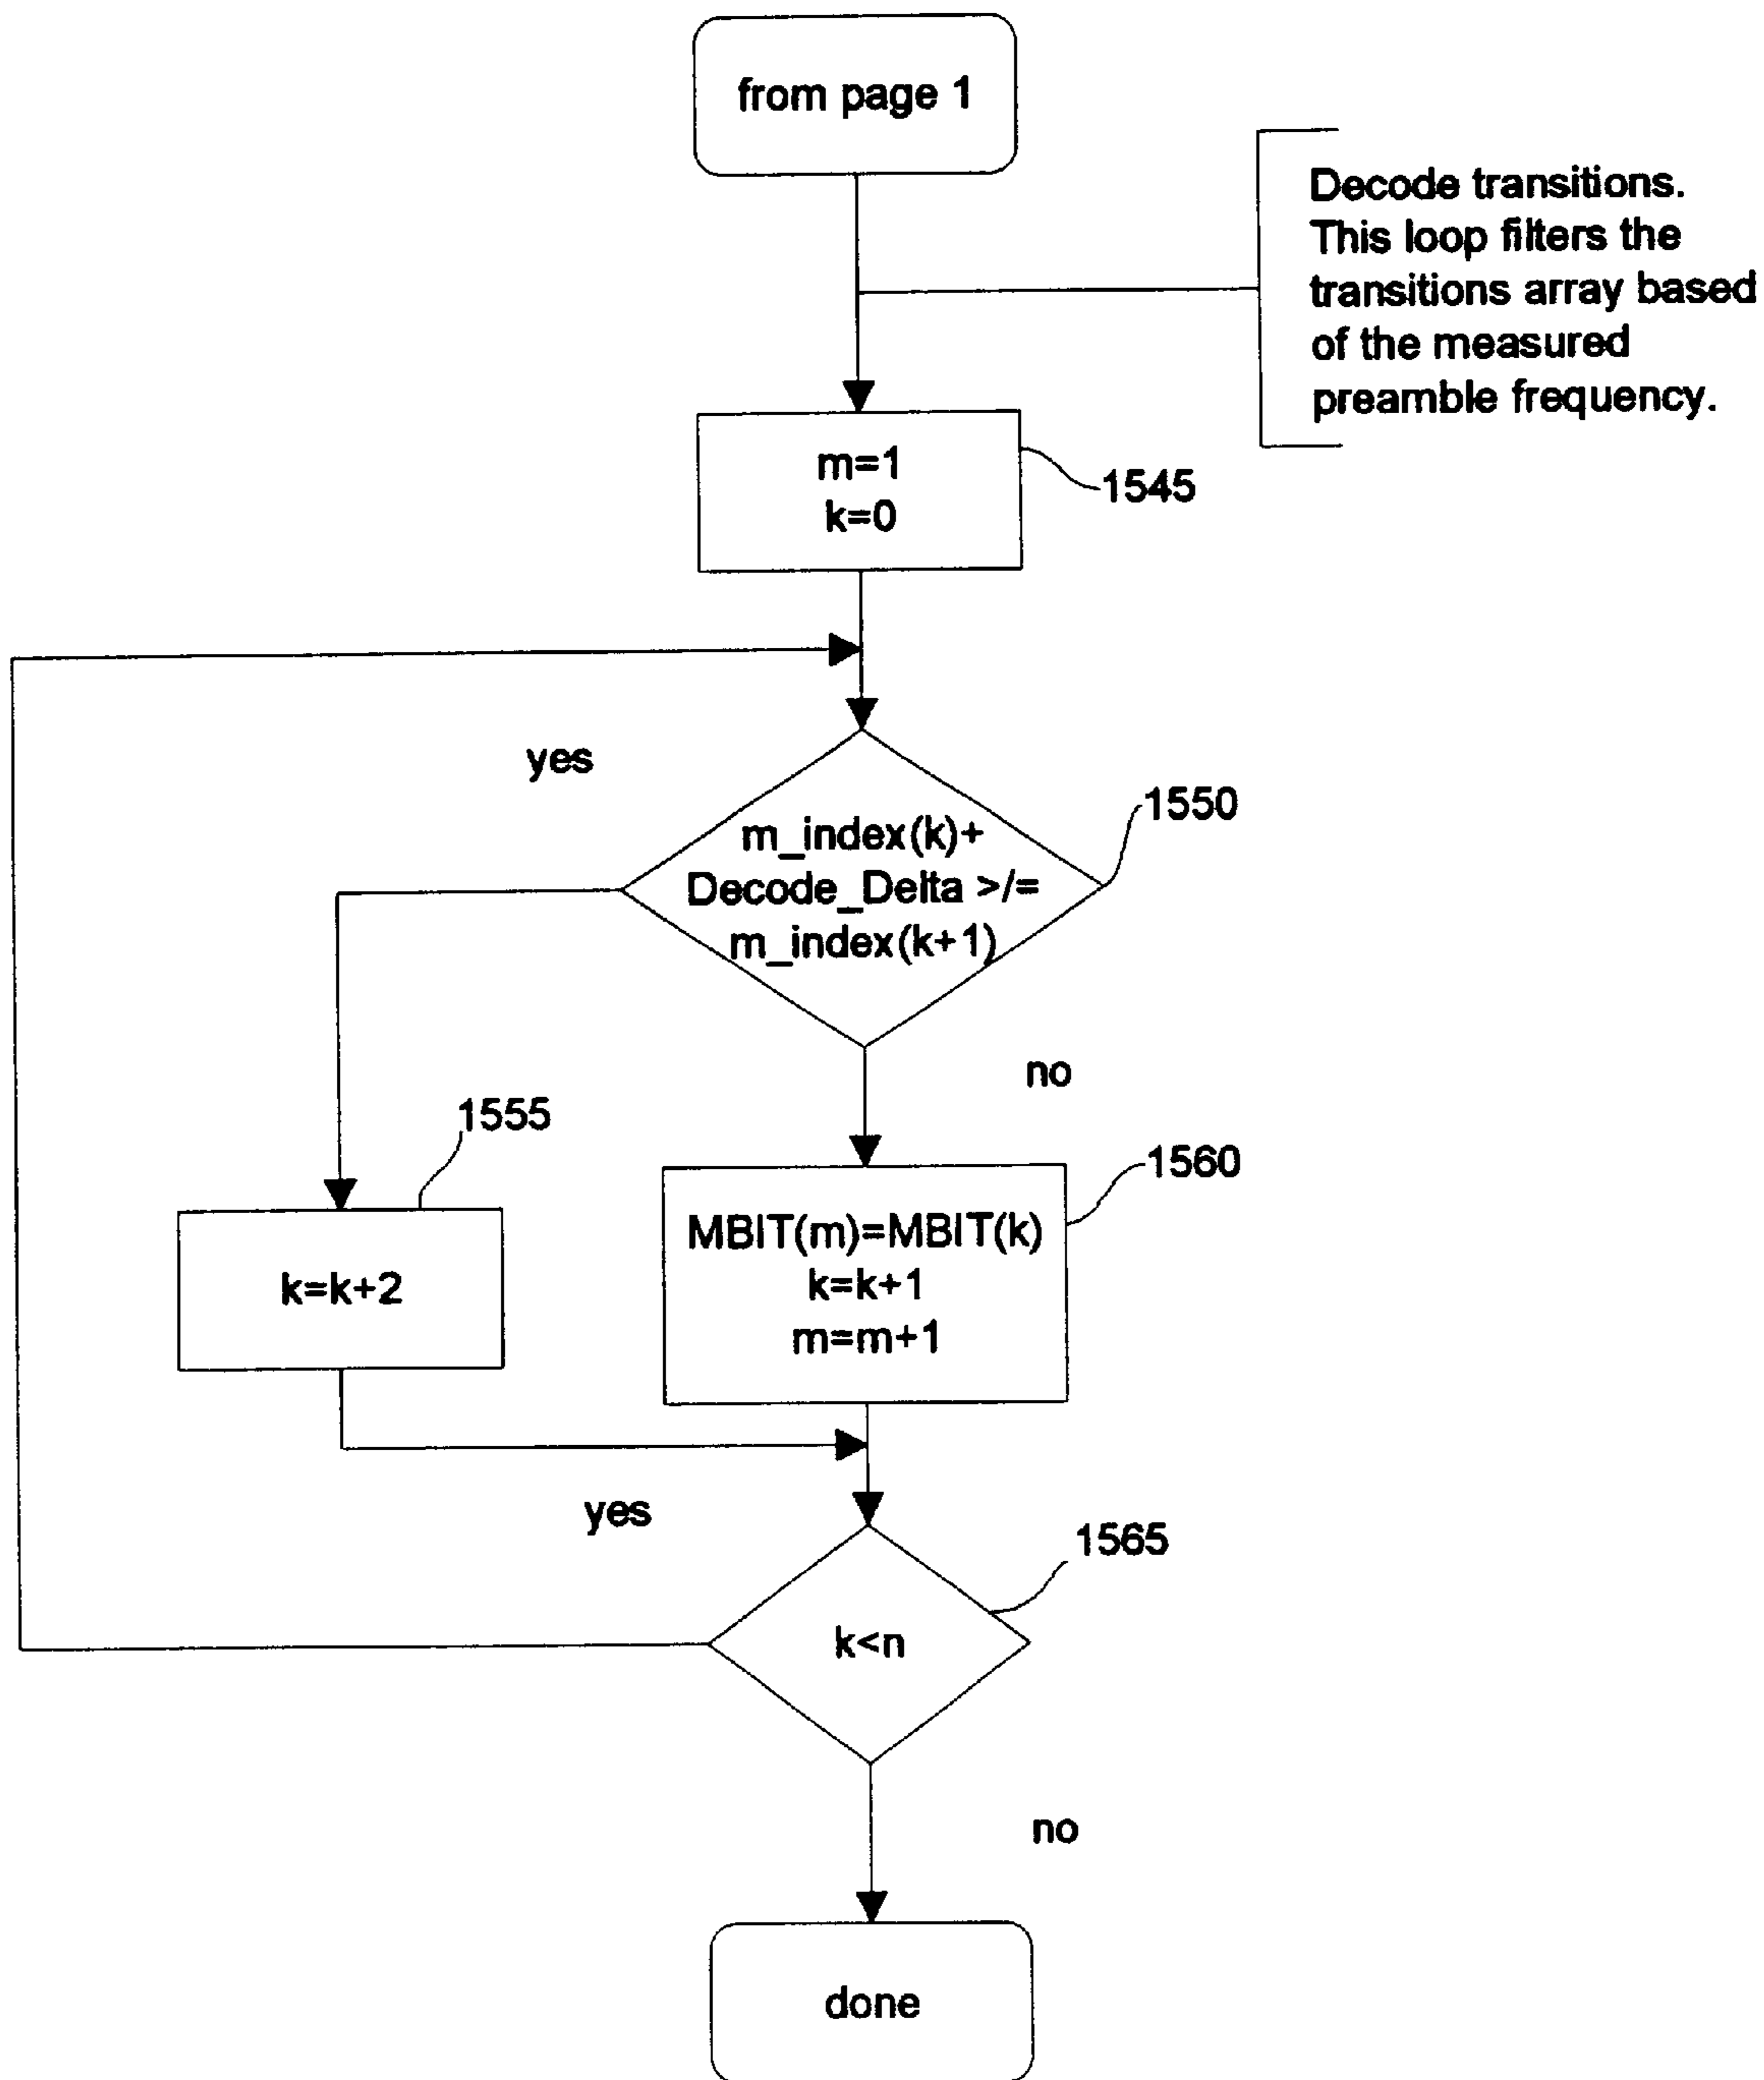 from page 1
Decode transitions.
This loop filters the
transitions array based
of the measured
preamble frequency.
m=1
k=0
1545
yes
m_index(k)+
Decode_Delta >/=
m_index(k+1)
1550
no
1555
k=k+2
1560
MBIT(m)=MBIT(k)
k=k+1
m=m+1
yes
1565
k<n
no
done